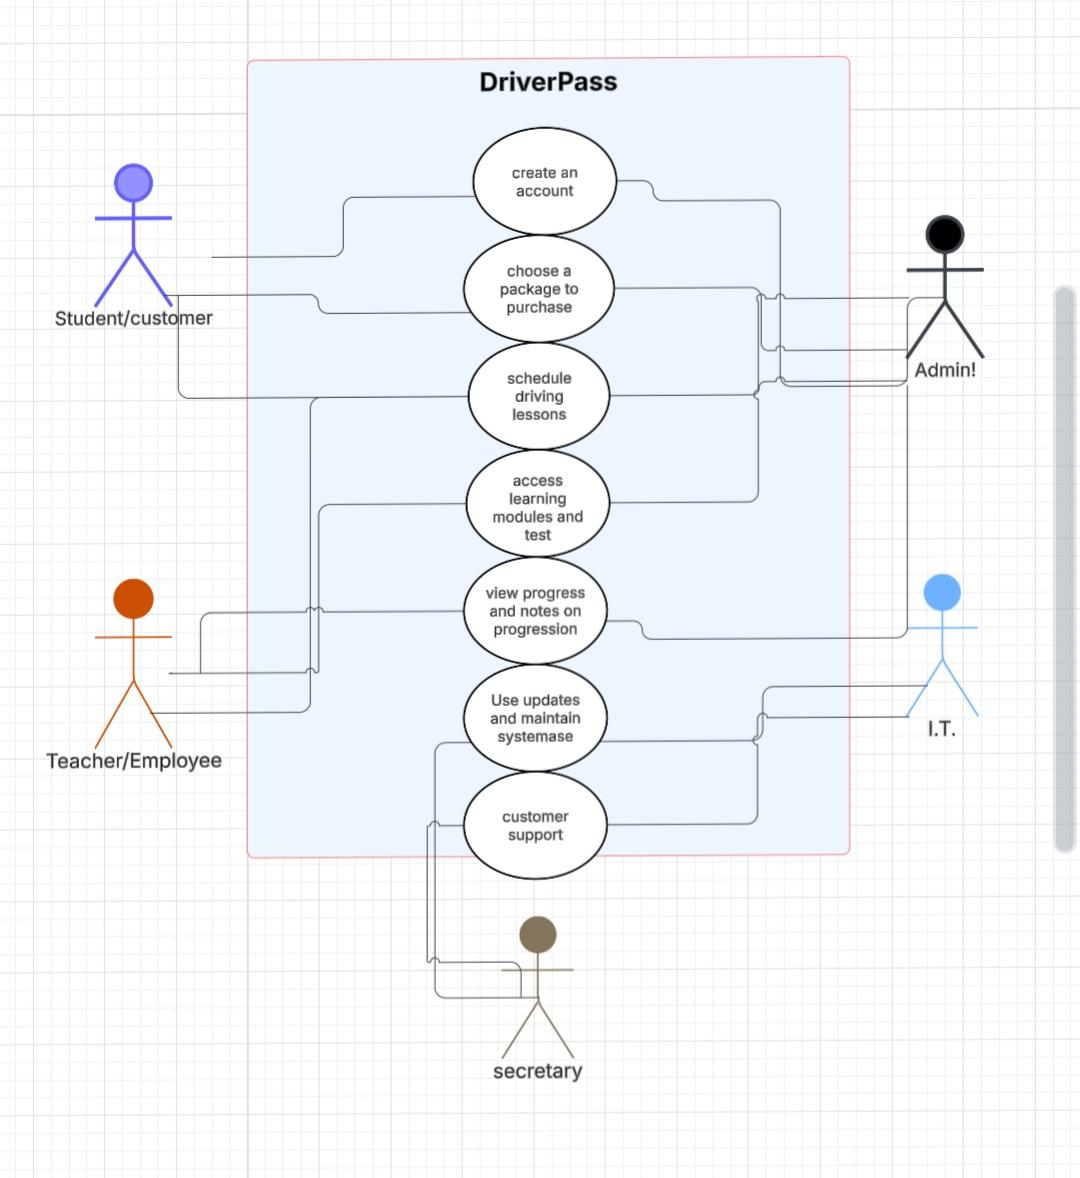 DriverPass
create an
account
choose a
package to
purchase
Student/customer
Admin!
schedule
driving
lessons
access
learning
modules and
test
view progress
and notes on
progression
Use updates
and maintain
systemase
I.T.
Teacher/Employee
customer
support
secretary